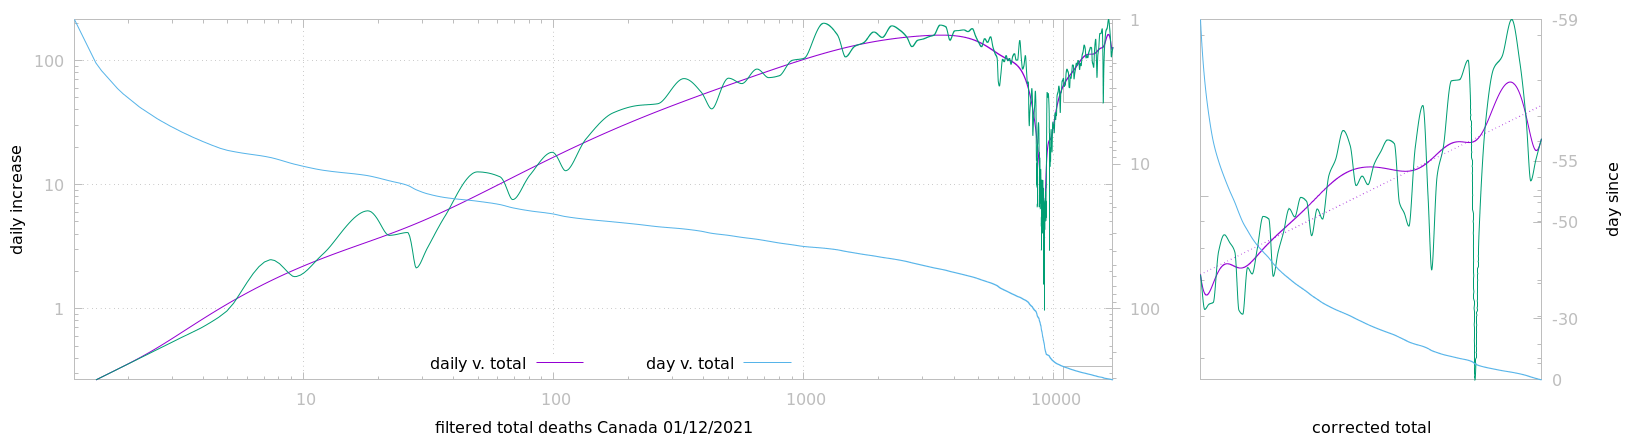 daily increase
100
10
1
10
100
1000
10000
1
10
100
daily v. total
day v. total
filtered total deaths Canada 01/12/2021
-59
-55
-50
-30
0
day since
corrected total